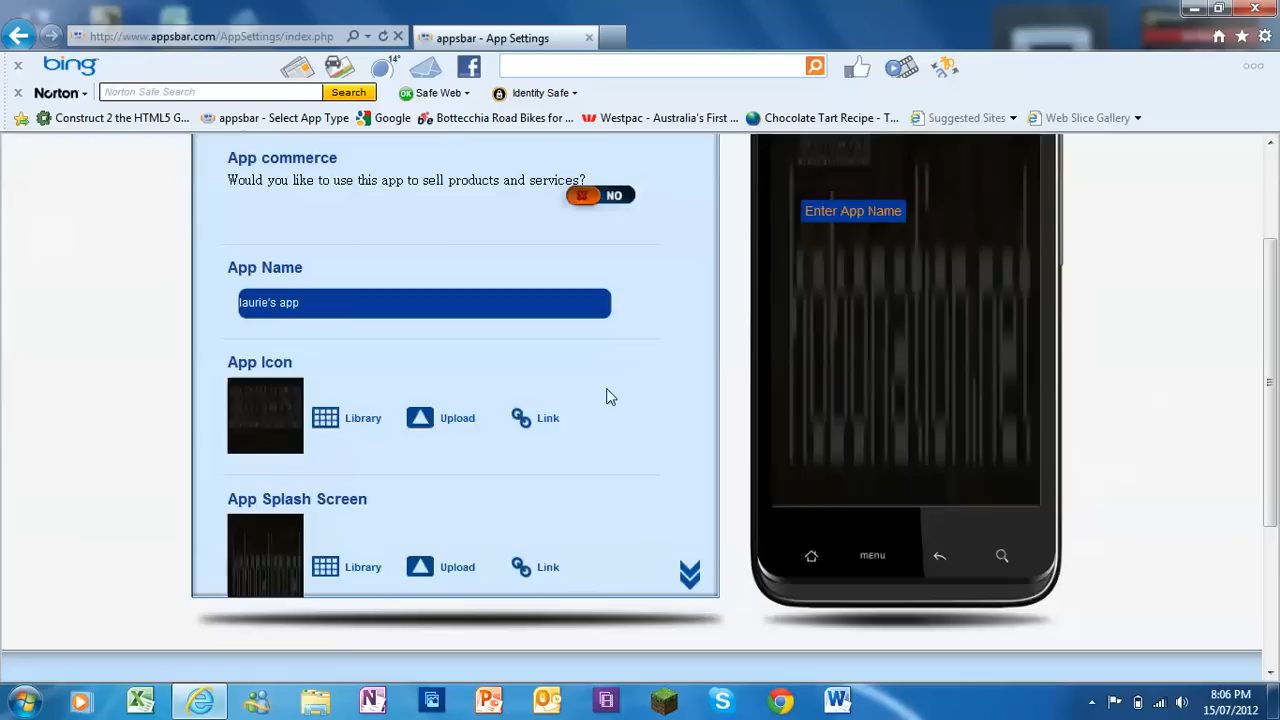 http://www.appsbar.com/AppSettings/index.php
appsbar - App Settings
bing
14°
Norton
Norton Safe Search
Search
OK
Safe Web
Identity Safe
Construct 2 the HTML5 G...
appsbar - Select App Type
Google
Bottecchia Road Bikes for ...
Westpac - Australia's First ...
Chocolate Tart Recipe - T...
Suggested Sites
Web Slice Gallery
App commerce
Would you like to use this app to sell products and services?
NO
Enter App Name
App Name
laurie's app
App Icon
Library
Upload
Link
App Splash Screen
Library
Upload
Link
MENU
8:06 PM
15/07/2012